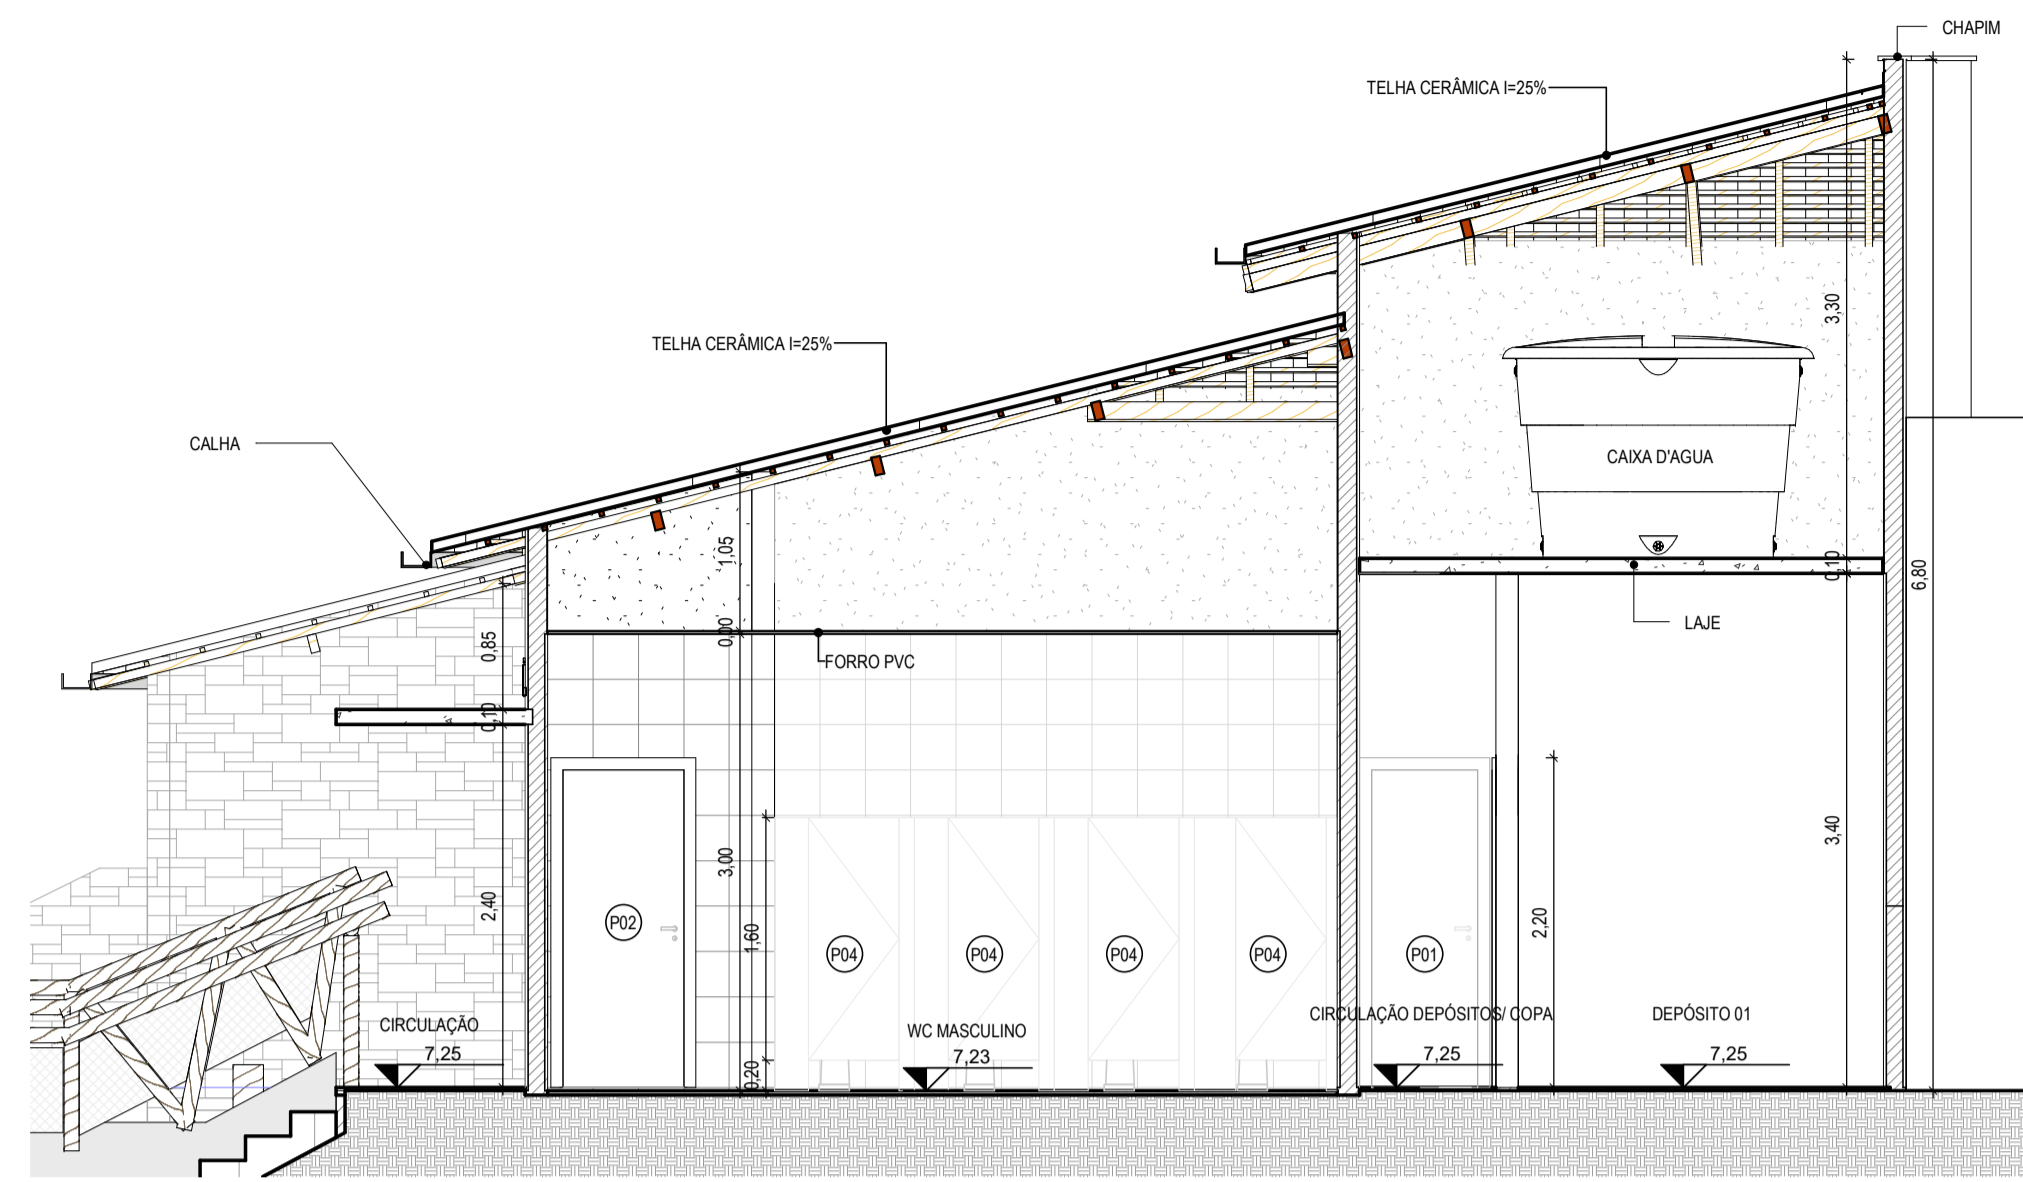 CHAPIM
TELHA CERÂMICA I=25%
TELHA CERÂMICA I=25%
CALHA
3,30
CAIXA D'AGUA
1,05
0,10
6,80
LAJE
0,85
0,00
FORRO PVC
0,10
3,40
3,00
2,40
2,20
1,60
P02
P04
P04
P04
P04
P01
CIRCULAÇÃO
7,25
WC MASCULINO
7,23
CIRCULAÇÃO DEPÓSITOS/ COPA
7,25
DEPÓSITO 01
7,25
0,20